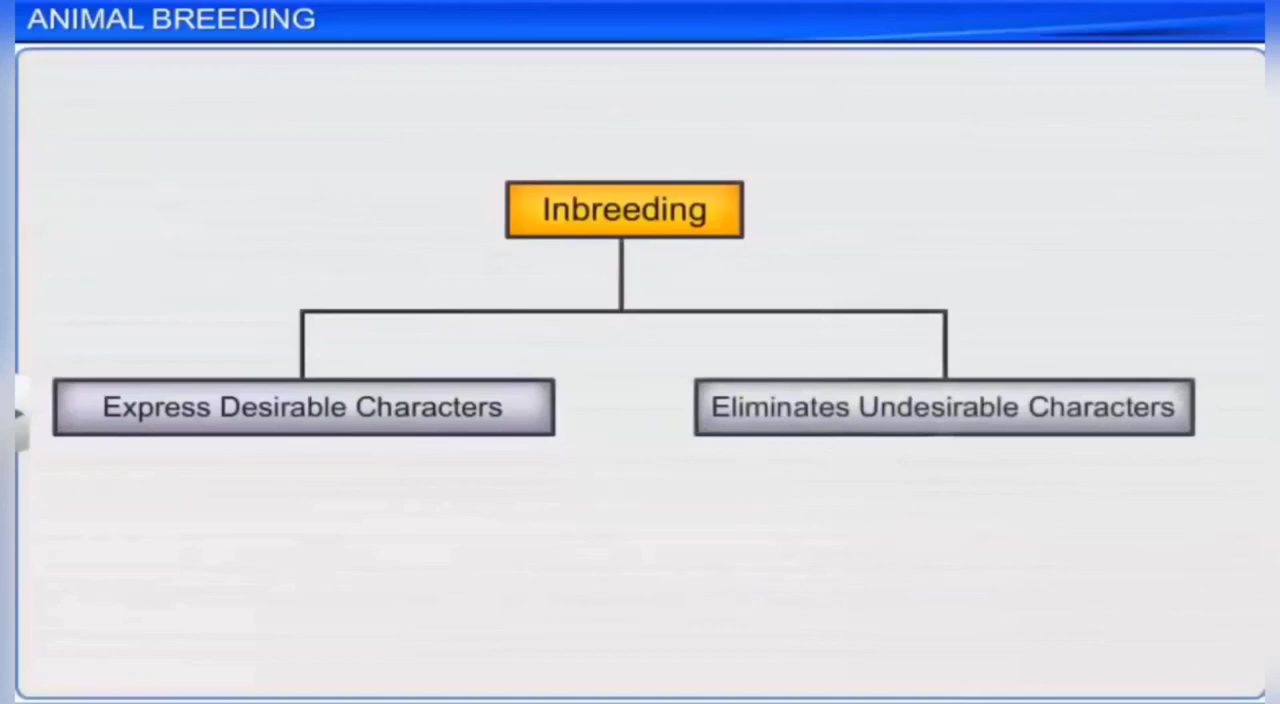 ANIMAL BREEDING
Inbreeding
Express Desirable Characters
Eliminates Undesirable Characters